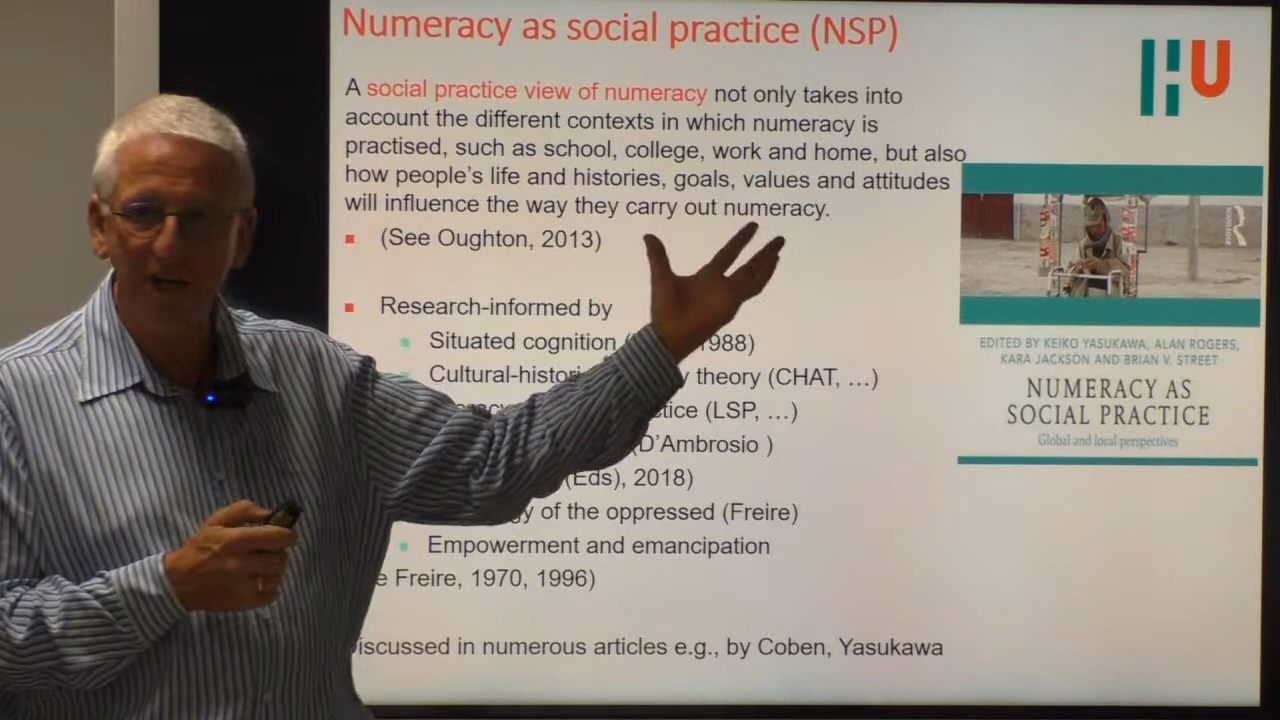 Numeracy as social practice (NSP)
HU
A social practice view of numeracy not only takes into
account the different contexts in which numeracy is
practised, such as school, college, work and home, but also
how people's life and histories, goals, values and attitudes
will influence the way they carry out numeracy.
(See Oughton, 2013)
Research-informed by
Situated cognition ( 1988)
Cultural-histori y theory (CHAT, …)
tice (LSP, …)
(D'Ambrosio )
(Eds), 2018)
y of the oppressed (Freire)
Empowerment and emancipation
e Freire, 1970, 1996)
iscussed in numerous articles e.g., by Coben, Yasukawa
EDITED BY KEIKO YASUKAWA, ALAN ROGERS,
KARA JACKSON AND BRIAN V. STREET
NUMERACY AS
SOCIAL PRACTICE
Global and local perspectives